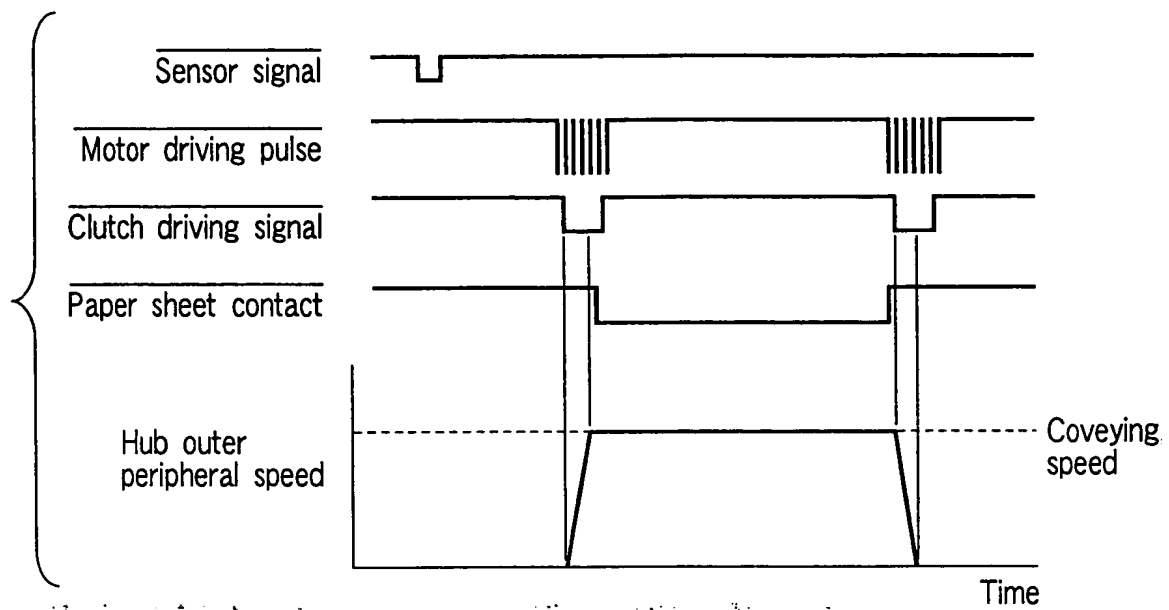 Sensor signal
Motor driving pulse
Clutch driving signal
Paper sheet contact
Hub outer
peripheral speed
Coveying
speed
Time